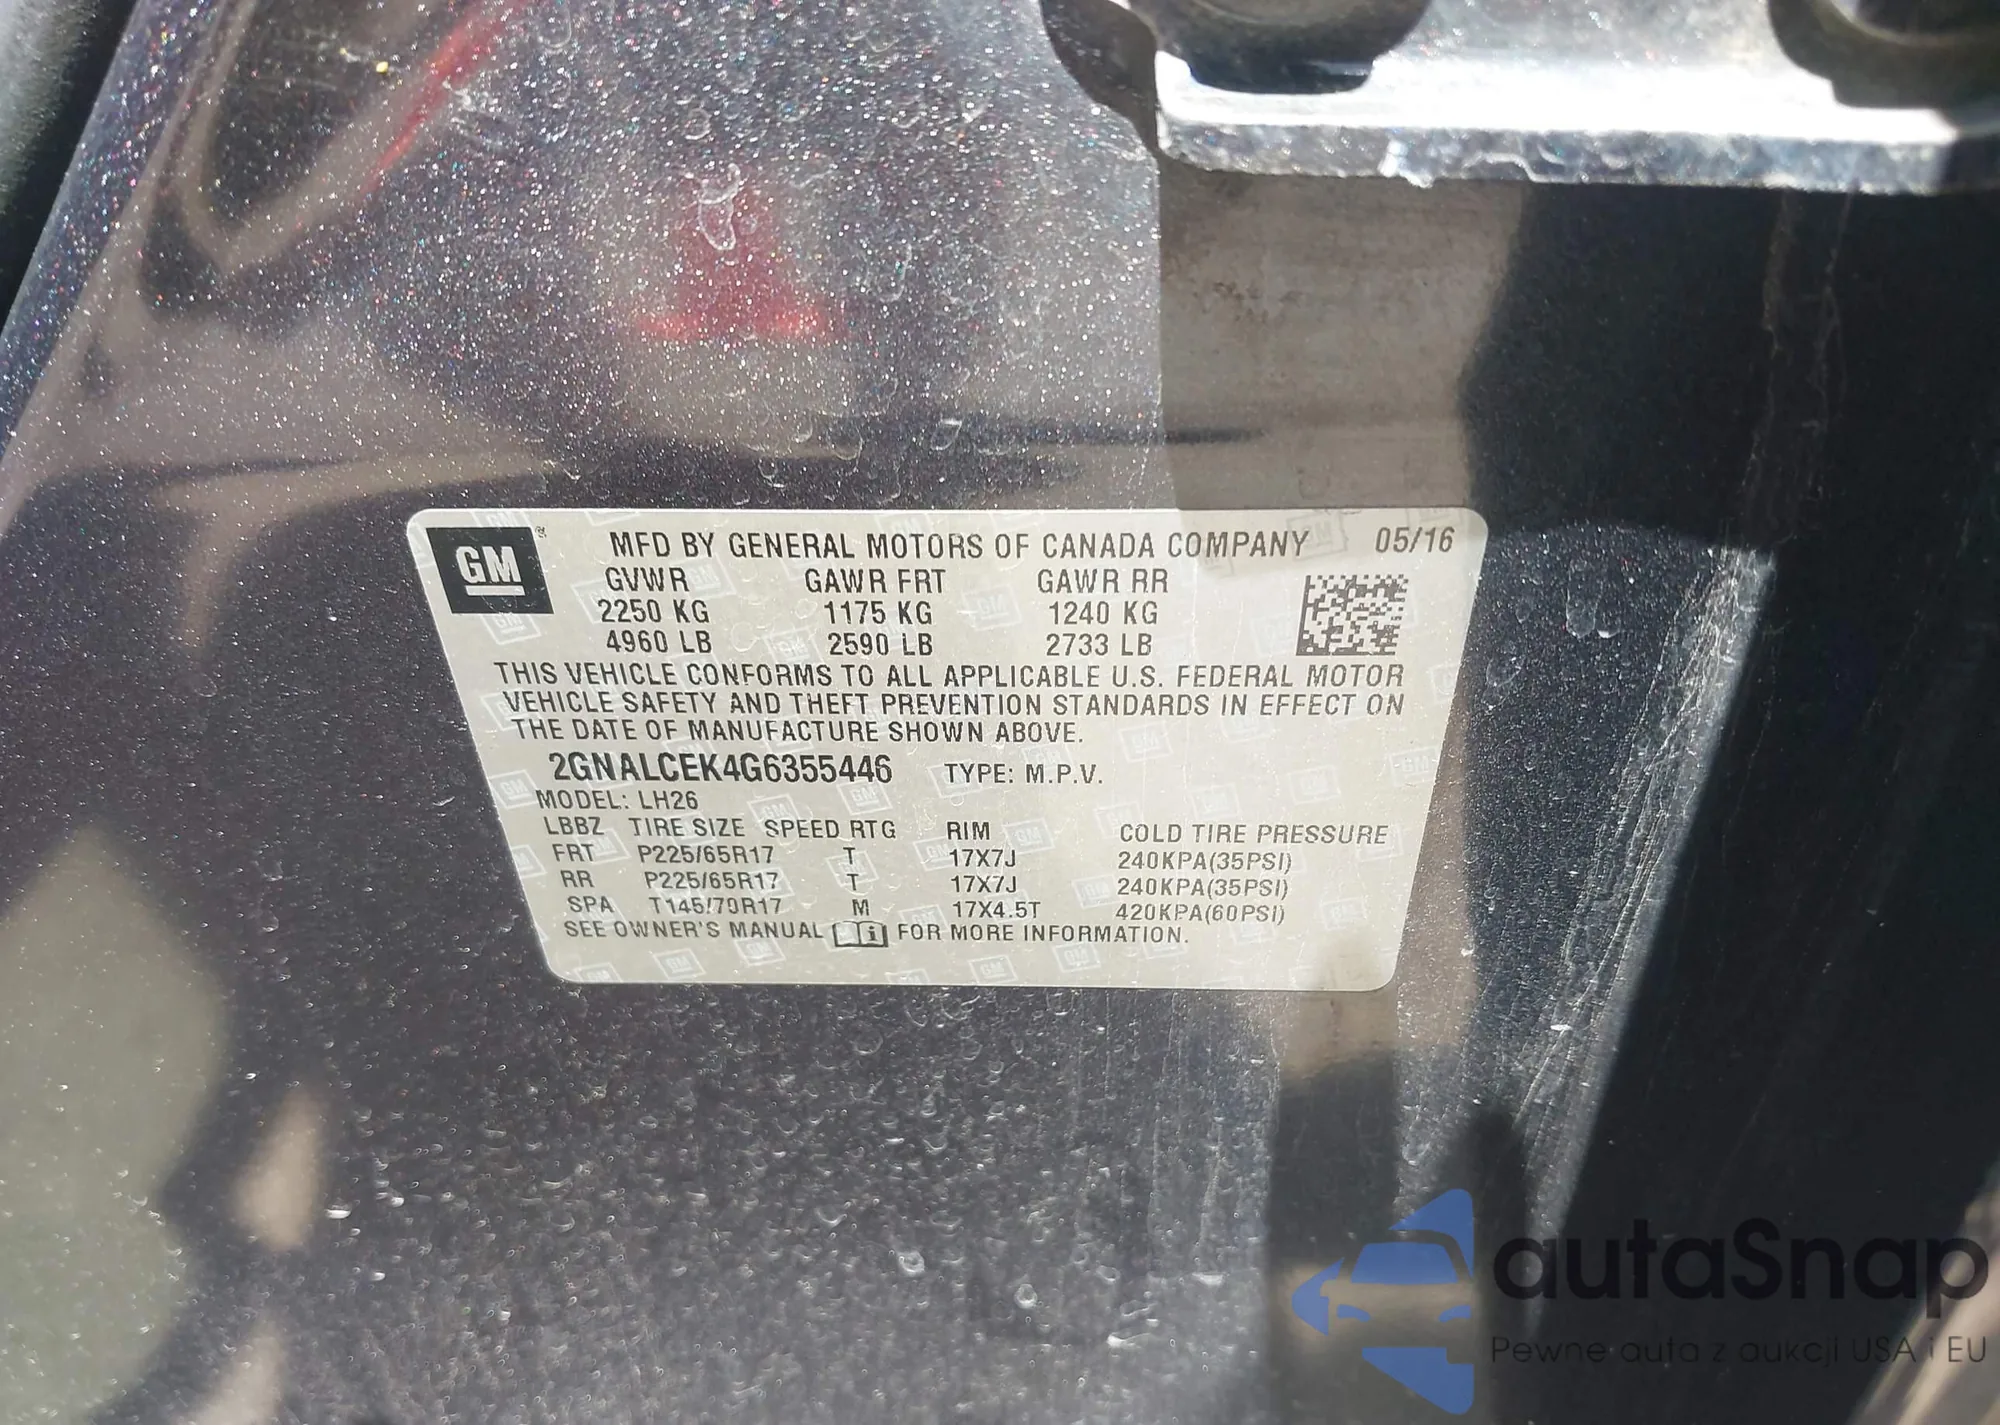 GM MFD BY GENERAL MOTORS OF CANADA COMPANY 05/16
GVWR GAWR FRT GAWR RR
2250 KG 1175 KG 1240 KG
4960 LB 2590 LB 2733 LB
THIS VEHICLE CONFORMS TO ALL APPLICABLE U.S. FEDERAL MOTOR
VEHICLE SAFETY AND THEFT PREVENTION STANDARDS IN EFFECT ON
THE DATE OF MANUFACTURE SHOWN ABOVE.
2GNALCEK4G6355446 TYPE: M.P.V.
MODEL: LH26
LBBZ TIRE SIZE SPEED RTG RIM COLD TIRE PRESSURE
FRT P225/65R17 T 17X7J 240KPA(35PSI)
RR P225/65R17 T 17X7J 240KPA(35PSI)
SPA T145/70R17 M 17X4.5T 420KPA(60PSI)
SEE OWNER'S MANUAL FOR MORE INFORMATION.
autaSnap
Pewne auta z aukcji USA i EU